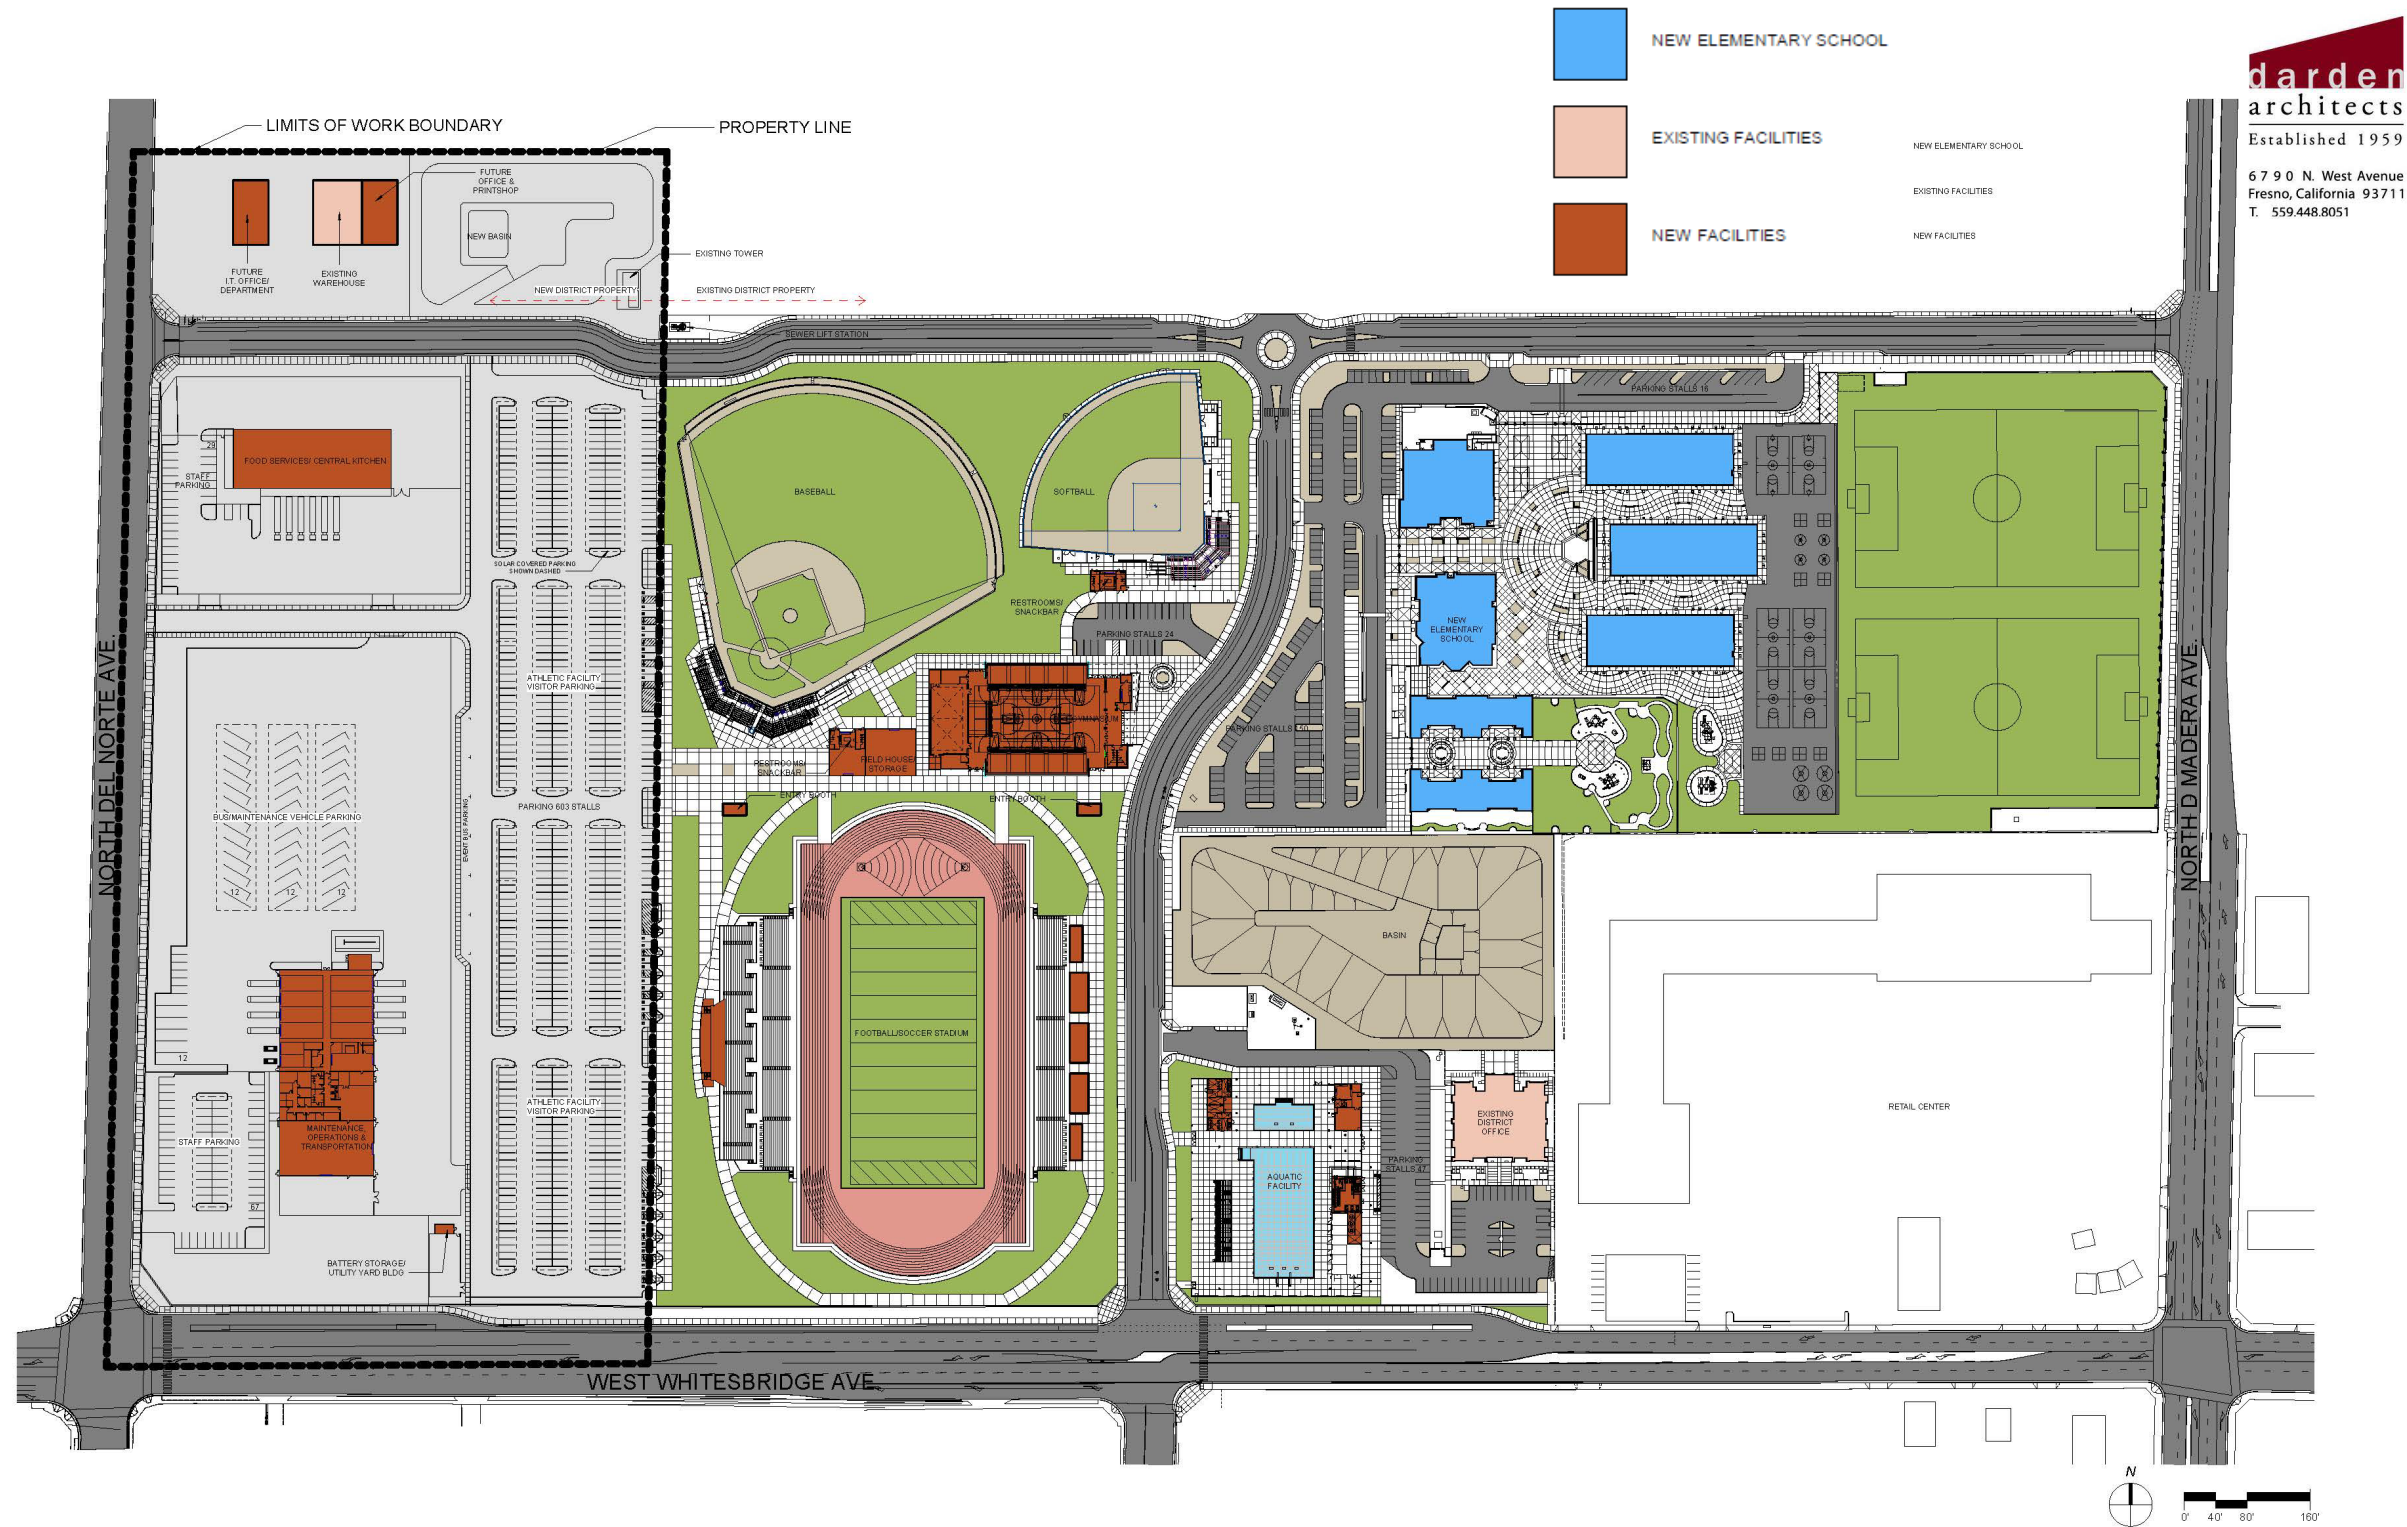 NEW ELEMENTARY SCHOOL
EXISTING FACILITIES
NEW FACILITIES
NEW ELEMENTARY SCHOOL
EXISTING FACILITIES
NEW FACILITIES
darden
architects
Established 1959
6790 N. West Avenue
Fresno, California 93711
T. 559.448.8051
LIMITS OF WORK BOUNDARY
PROPERTY LINE
FUTURE
OFFICE &
PRINTSHOP
NEW BASIN
FUTURE
I.T. OFFICE/
DEPARTMENT
EXISTING
WAREHOUSE
EXISTING TOWER
NEW DISTRICT PROPERTY
EXISTING DISTRICT PROPERTY
SEWER LIFT STATION
PARKING STALLS 16
29
FOOD SERVICES/ CENTRAL KITCHEN
STAFF
PARKING
SOLAR COVERED PARKING
SHOWN DASHED
BASEBALL
SOFTBALL
RESTROOMS/
SNACKBAR
PARKING STALLS 24
NEW
ELEMENTARY
SCHOOL
NORTH DEL NORTE AVE.
NORTH D MADERA AVE.
ATHLETIC FACILITY
VISITOR PARKING
GYMNASIUM
PARKING STALLS 150
RESTROOMS/
SNACKBAR
FIELD HOUSE/
STORAGE
ENTRY BOOTH
ENTRY BOOTH
PARKING 603 STALLS
BUS/MAINTENANCE VEHICLE PARKING
EVENT BUS PARKING
12
12
12
BASIN
FOOTBALL/SOCCER STADIUM
12
ATHLETIC FACILITY
VISITOR PARKING
RETAIL CENTER
EXISTING
DISTRICT
OFFICE
MAINTENANCE,
OPERATIONS &
TRANSPORTATION
STAFF PARKING
PARKING
STALLS 47
AQUATIC
FACILITY
67
BATTERY STORAGE/
UTILITY YARD BLDG
WEST WHITESBRIDGE AVE
N
0' 40' 80' 160'